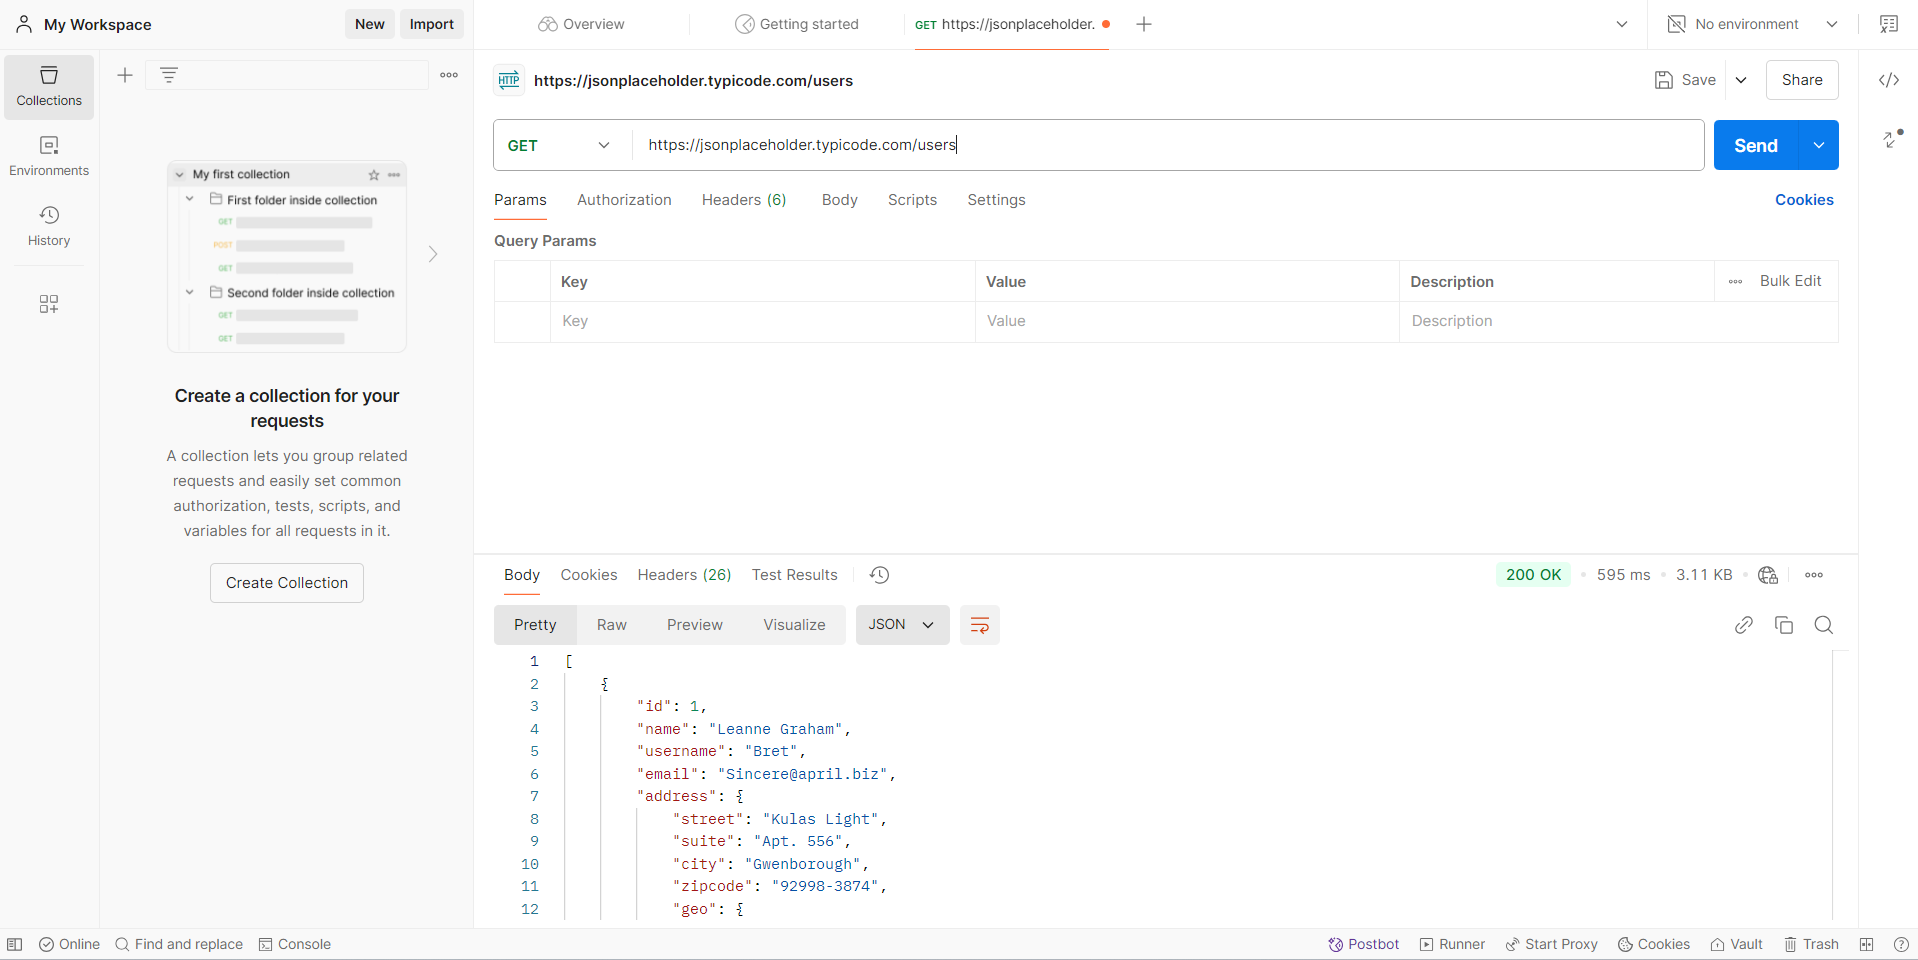 My Workspace
New
Import
Overview
Getting started
GET https://jsonplaceholder.
No environment
Collections
Environments
History
My first collection
First folder inside collection
GET
POST
GET
Second folder inside collection
GET
GET
Create a collection for your
requests
A collection lets you group related
requests and easily set common
authorization, tests, scripts, and
variables for all requests in it.
Create Collection
HTTP https://jsonplaceholder.typicode.com/users
Save
Share
GET
https://jsonplaceholder.typicode.com/users
Send
Params Authorization Headers (6) Body Scripts Settings
Cookies
Query Params
Key Value Description Bulk Edit
Key Value Description
Body Cookies Headers (26) Test Results
200 OK 595 ms 3.11 KB
Pretty Raw Preview Visualize JSON
1 [
2 {
3 "id": 1,
4 "name": "Leanne Graham",
5 "username": "Bret",
6 "email": "Sincere@april.biz",
7 "address": {
8 "street": "Kulas Light",
9 "suite": "Apt. 556",
10 "city": "Gwenborough",
11 "zipcode": "92998-3874",
12 "geo": {
Online Find and replace Console
Postbot Runner Start Proxy Cookies Vault Trash